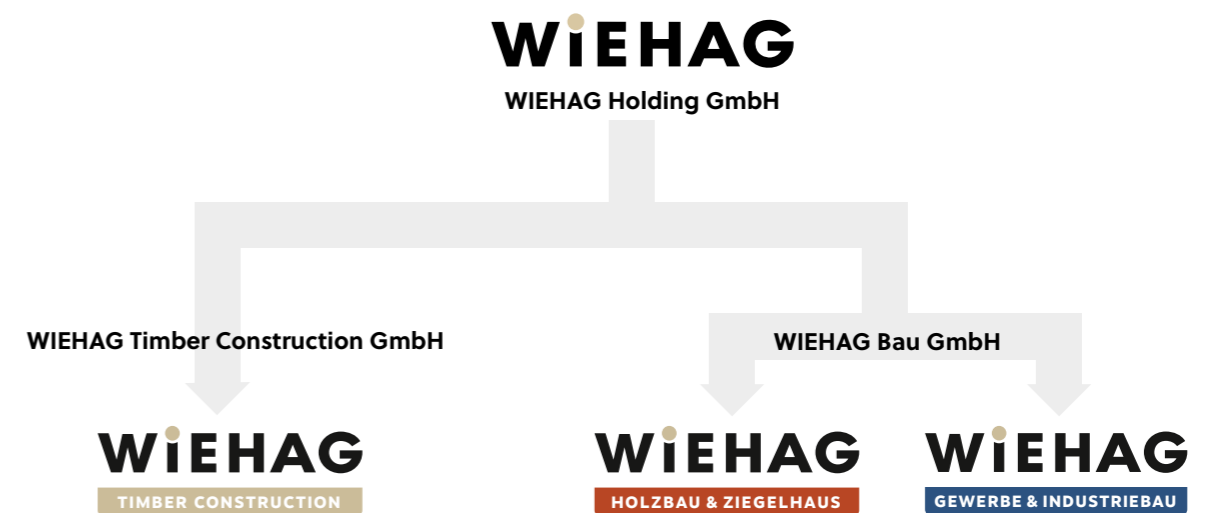 WiEHAG
WIEHAG Holding GmbH
WIEHAG Timber Construction GmbH
WIEHAG Bau GmbH
WiEHAG
TIMBER CONSTRUCTION
WiEHAG
HOLZBAU & ZIEGELHAUS
WiEHAG
GEWERBE & INDUSTRIEBAU